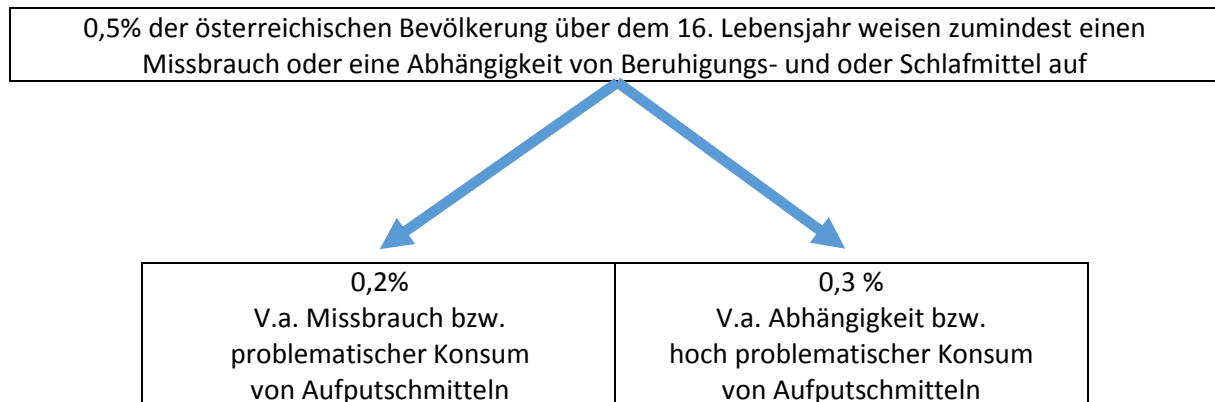 0,5% der österreichischen Bevölkerung über dem 16. Lebensjahr weisen zumindest einen
Missbrauch oder eine Abhängigkeit von Beruhigungs- und oder Schlafmittel auf
0,2%
V.a. Missbrauch bzw.
problematischer Konsum
von Aufputschmitteln
0,3 %
V.a. Abhängigkeit bzw.
hoch problematischer Konsum
von Aufputschmitteln